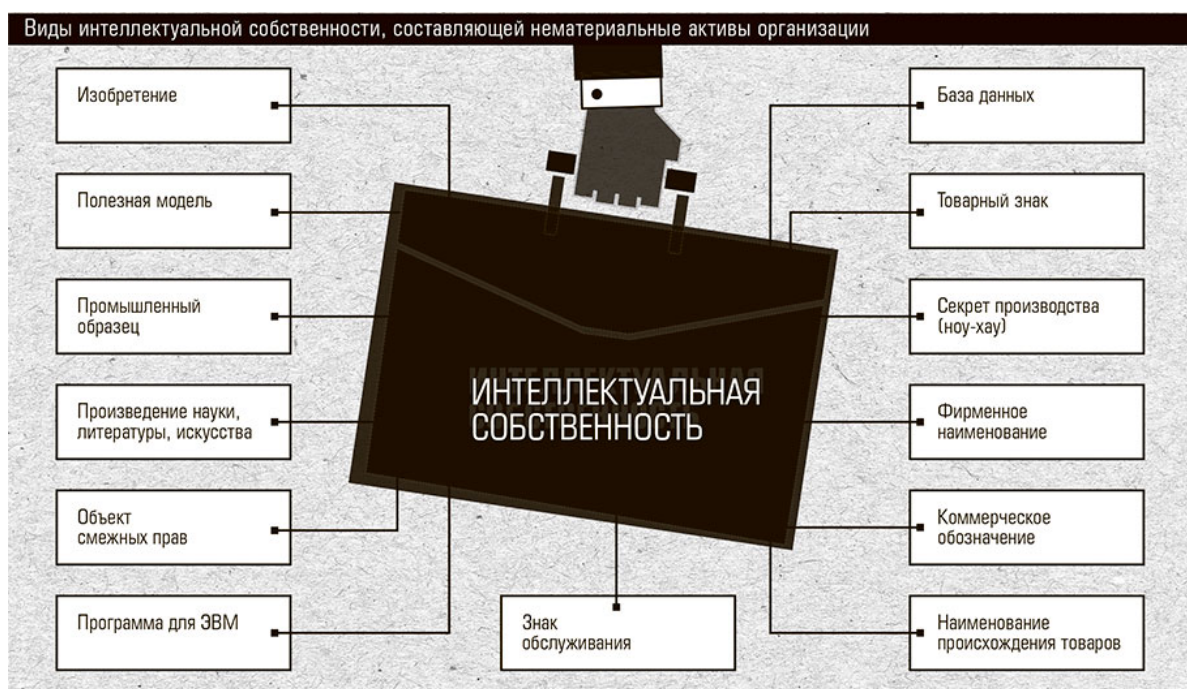 Виды интеллектуальной собственности, составляющей нематериальные активы организации
Изобретение
Полезная модель
Промышленный
образец
Произведение науки,
литературы, искусства
Объект
смежных прав
Программа для ЭВМ
ИНТЕЛЛЕКТУАЛЬНАЯ
СОБСТВЕННОСТЬ
Знак
обслуживания
База данных
Товарный знак
Секрет производства
(ноу-хау)
Фирменное
наименование
Коммерческое
обозначение
Наименование
происхождения товаров